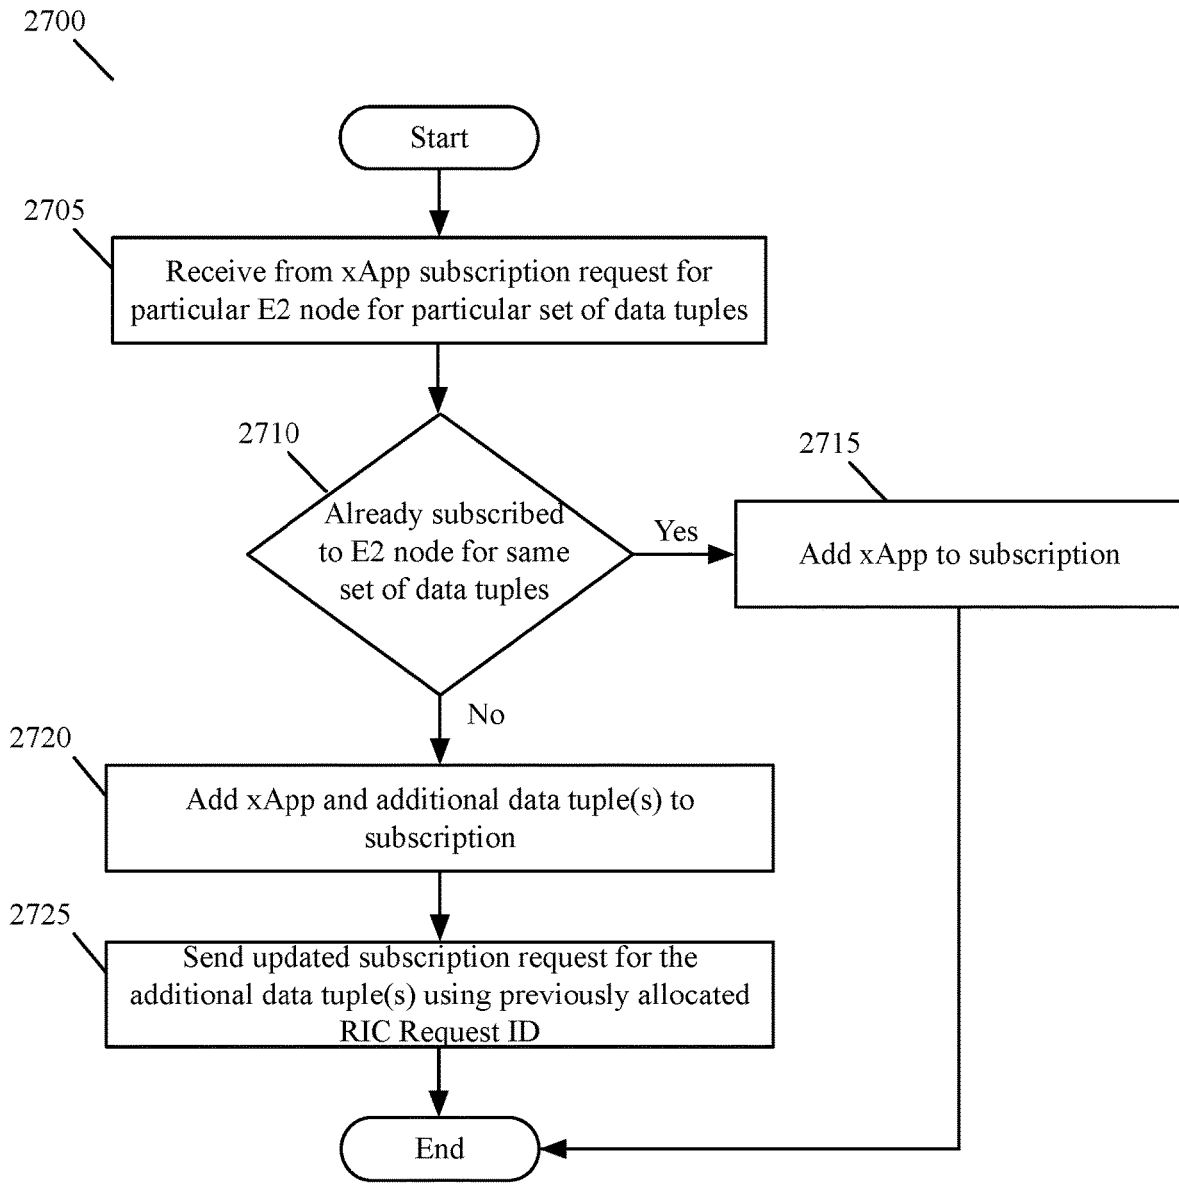 2700
Start
2705
Receive from xApp subscription request for
particular E2 node for particular set of data tuples
2710
Already subscribed
to E2 node for same
set of data tuples
Yes
2715
Add xApp to subscription
No
2720
Add xApp and additional data tuple(s) to
subscription
2725
Send updated subscription request for the
additional data tuple(s) using previously allocated
RIC Request ID
End